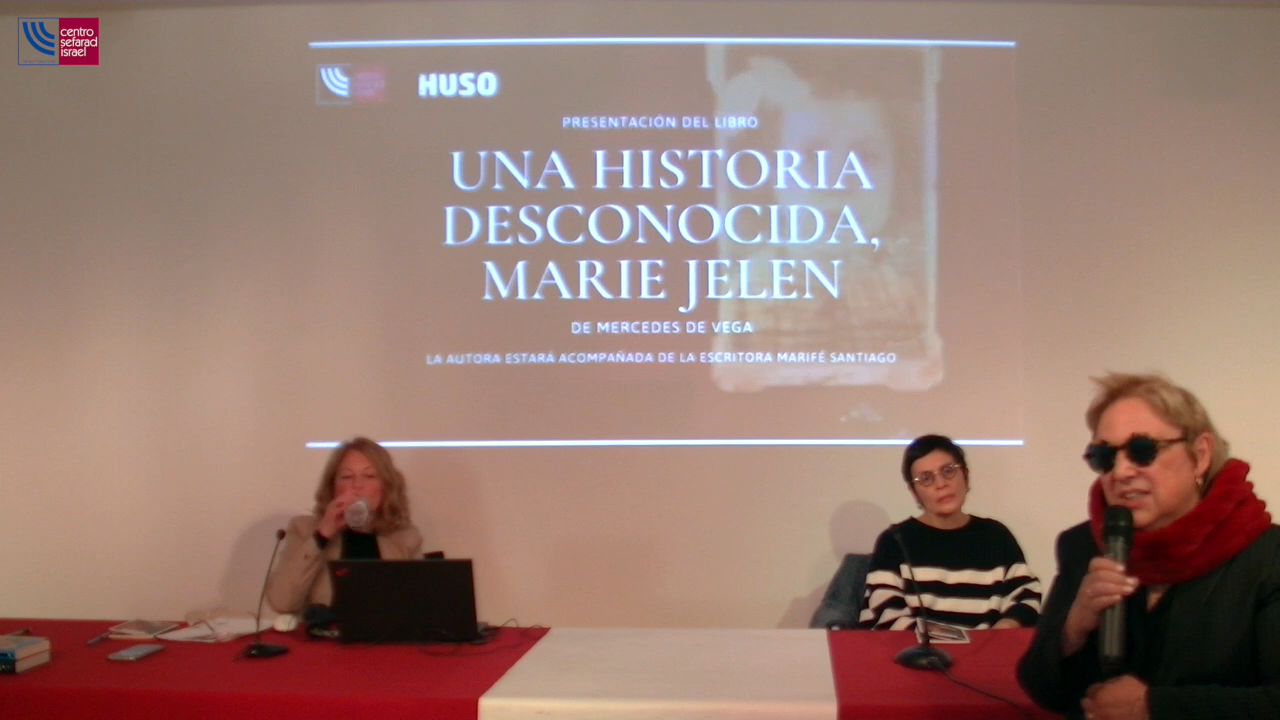 centro
sefarad
israel
HUSO
PRESENTACIÓN DEL LIBRO
UNA HISTORIA
DESCONOCIDA,
MARIE JELEN
DE MERCEDES DE VEGA
LA AUTORA ESTARÁ ACOMPAÑADA DE LA ESCRITORA MARIFÉ SANTIAGO